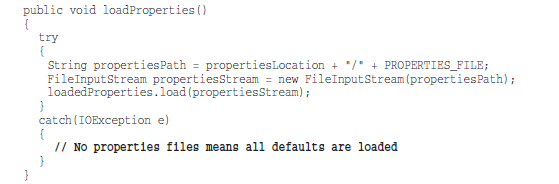 public void loadProperties()
{
try
{
String propertiesPath = propertiesLocation + "/" + PROPERTIES_FILE;
FileInputStream propertiesStream = new FileInputStream(propertiesPath);
loadedProperties.load(propertiesStream);
}
catch(IOException e)
{
// No properties files means all defaults are loaded
}
}